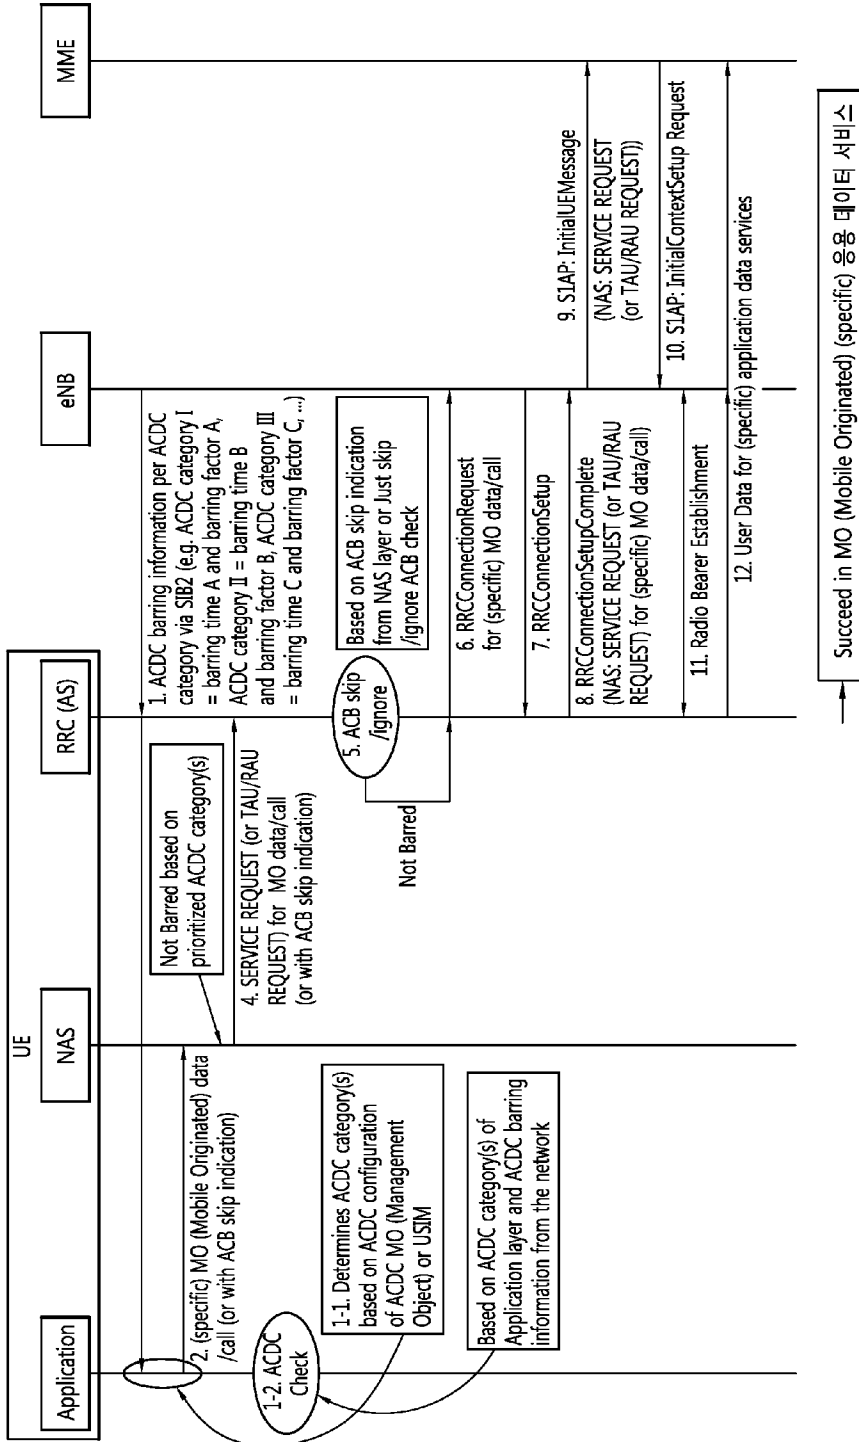 UE
Application
NAS
RRC (AS)
eNB
MME
1. ACDC barring information per ACDC
category via SIB2 (e.g. ACDC category I
= barring time A and barring factor A,
ACDC category II = barring time B
and barring factor B, ACDC category III
= barring time C and barring factor C, ...)
2. (specific) MO (Mobile Originated) data
/call (or with ACB skip indication)
Not Barred based on
prioritized ACDC category(s)
4. SERVICE REQUEST (or TAU/RAU
REQUEST) for MO data/call
(or with ACB skip indication)
1-2. ACDC
Check
1-1. Determines ACDC category(s)
based on ACDC configuration
of ACDC MO (Management
Object) or USIM
Based on ACDC category(s) of
Application layer and ACDC barring
information from the network
5. ACB skip
/ignore
Based on ACB skip indication
from NAS layer or Just skip
/ignore ACB check
Not Barred
6. RRCConnectionRequest
for (specific) MO data/call
7. RRCConnectionSetup
8. RRCConnectionSetupComplete
(NAS: SERVICE REQUEST (or TAU/RAU
REQUEST) for (specific) MO data/call)
9. S1AP: InitialUEMessage
(NAS: SERVICE REQUEST
(or TAU/RAU REQUEST))
10. S1AP: InitialContextSetup Request
11. Radio Bearer Establishment
12. User Data for (specific) application data services
Succeed in MO (Mobile Originated) (specific) 응용 데이터 서비스